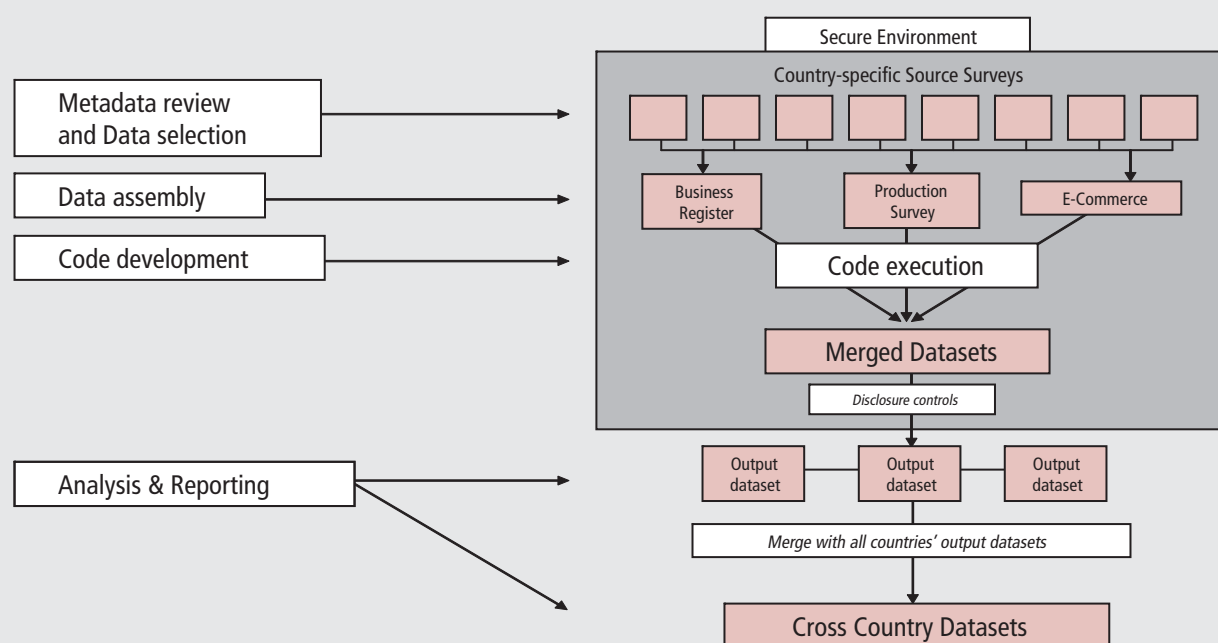 Secure Environment
Country-specific Source Surveys
Metadata review
and Data selection
Data assembly
Business
Register
Production
Survey
E-Commerce
Code development
Code execution
Merged Datasets
Disclosure controls
Analysis & Reporting
Output
dataset
Output
dataset
Output
dataset
Merge with all countries’ output datasets
Cross Country Datasets